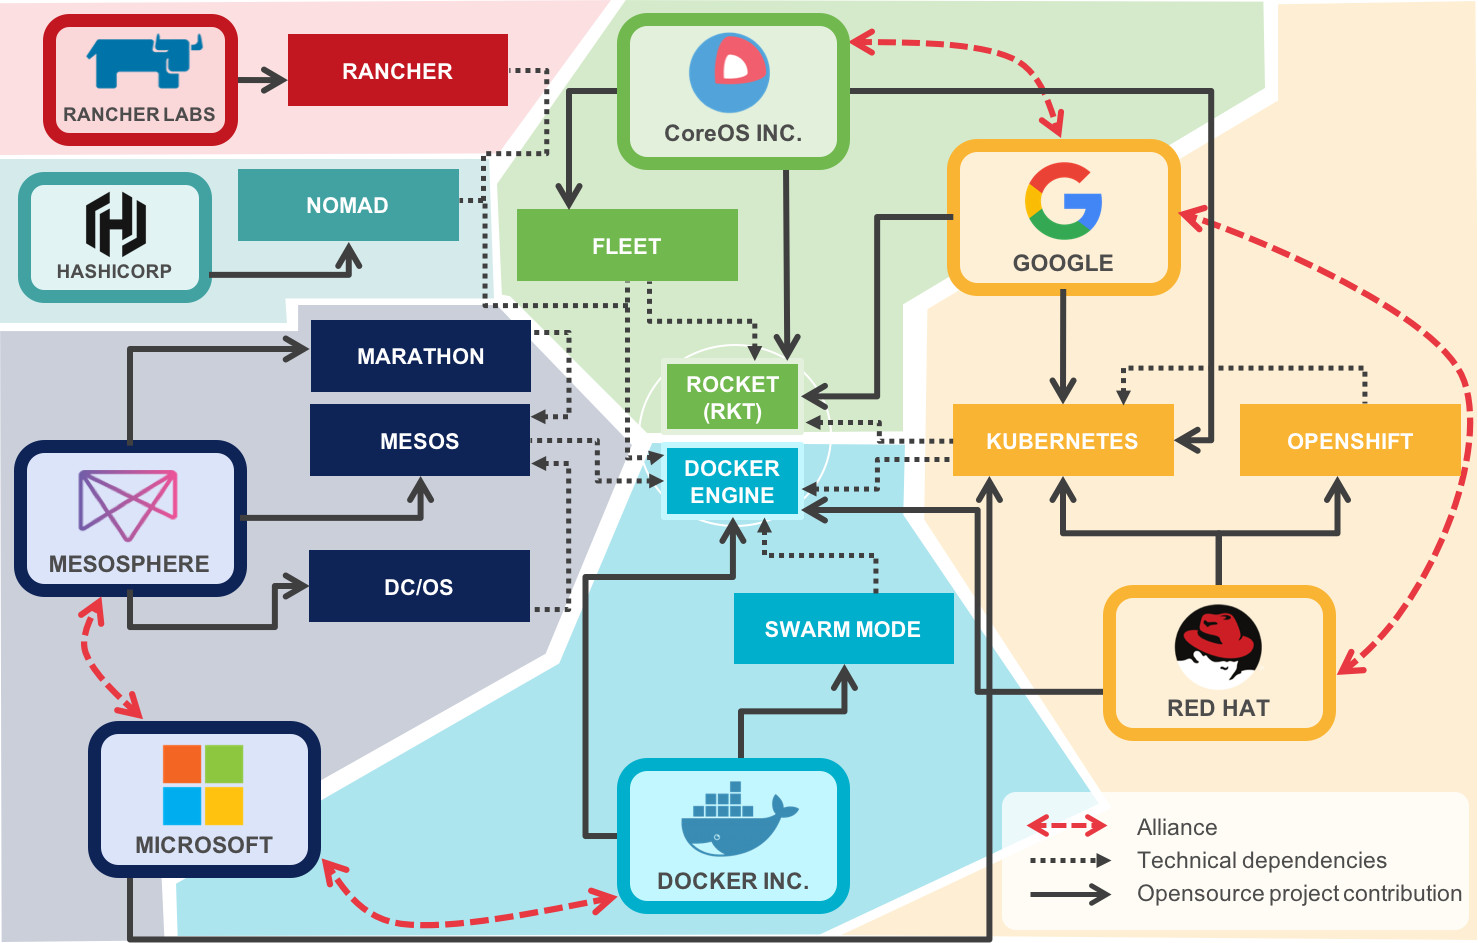 RANCHER LABS
RANCHER
CoreOS INC.
GOOGLE
HASHICORP
NOMAD
FLEET
MARATHON
MESOS
ROCKET
(RKT)
DOCKER
ENGINE
KUBERNETES
OPENSHIFT
MESOSPHERE
DC/OS
SWARM MODE
RED HAT
MICROSOFT
DOCKER INC.
Alliance
Technical dependencies
Opensource project contribution